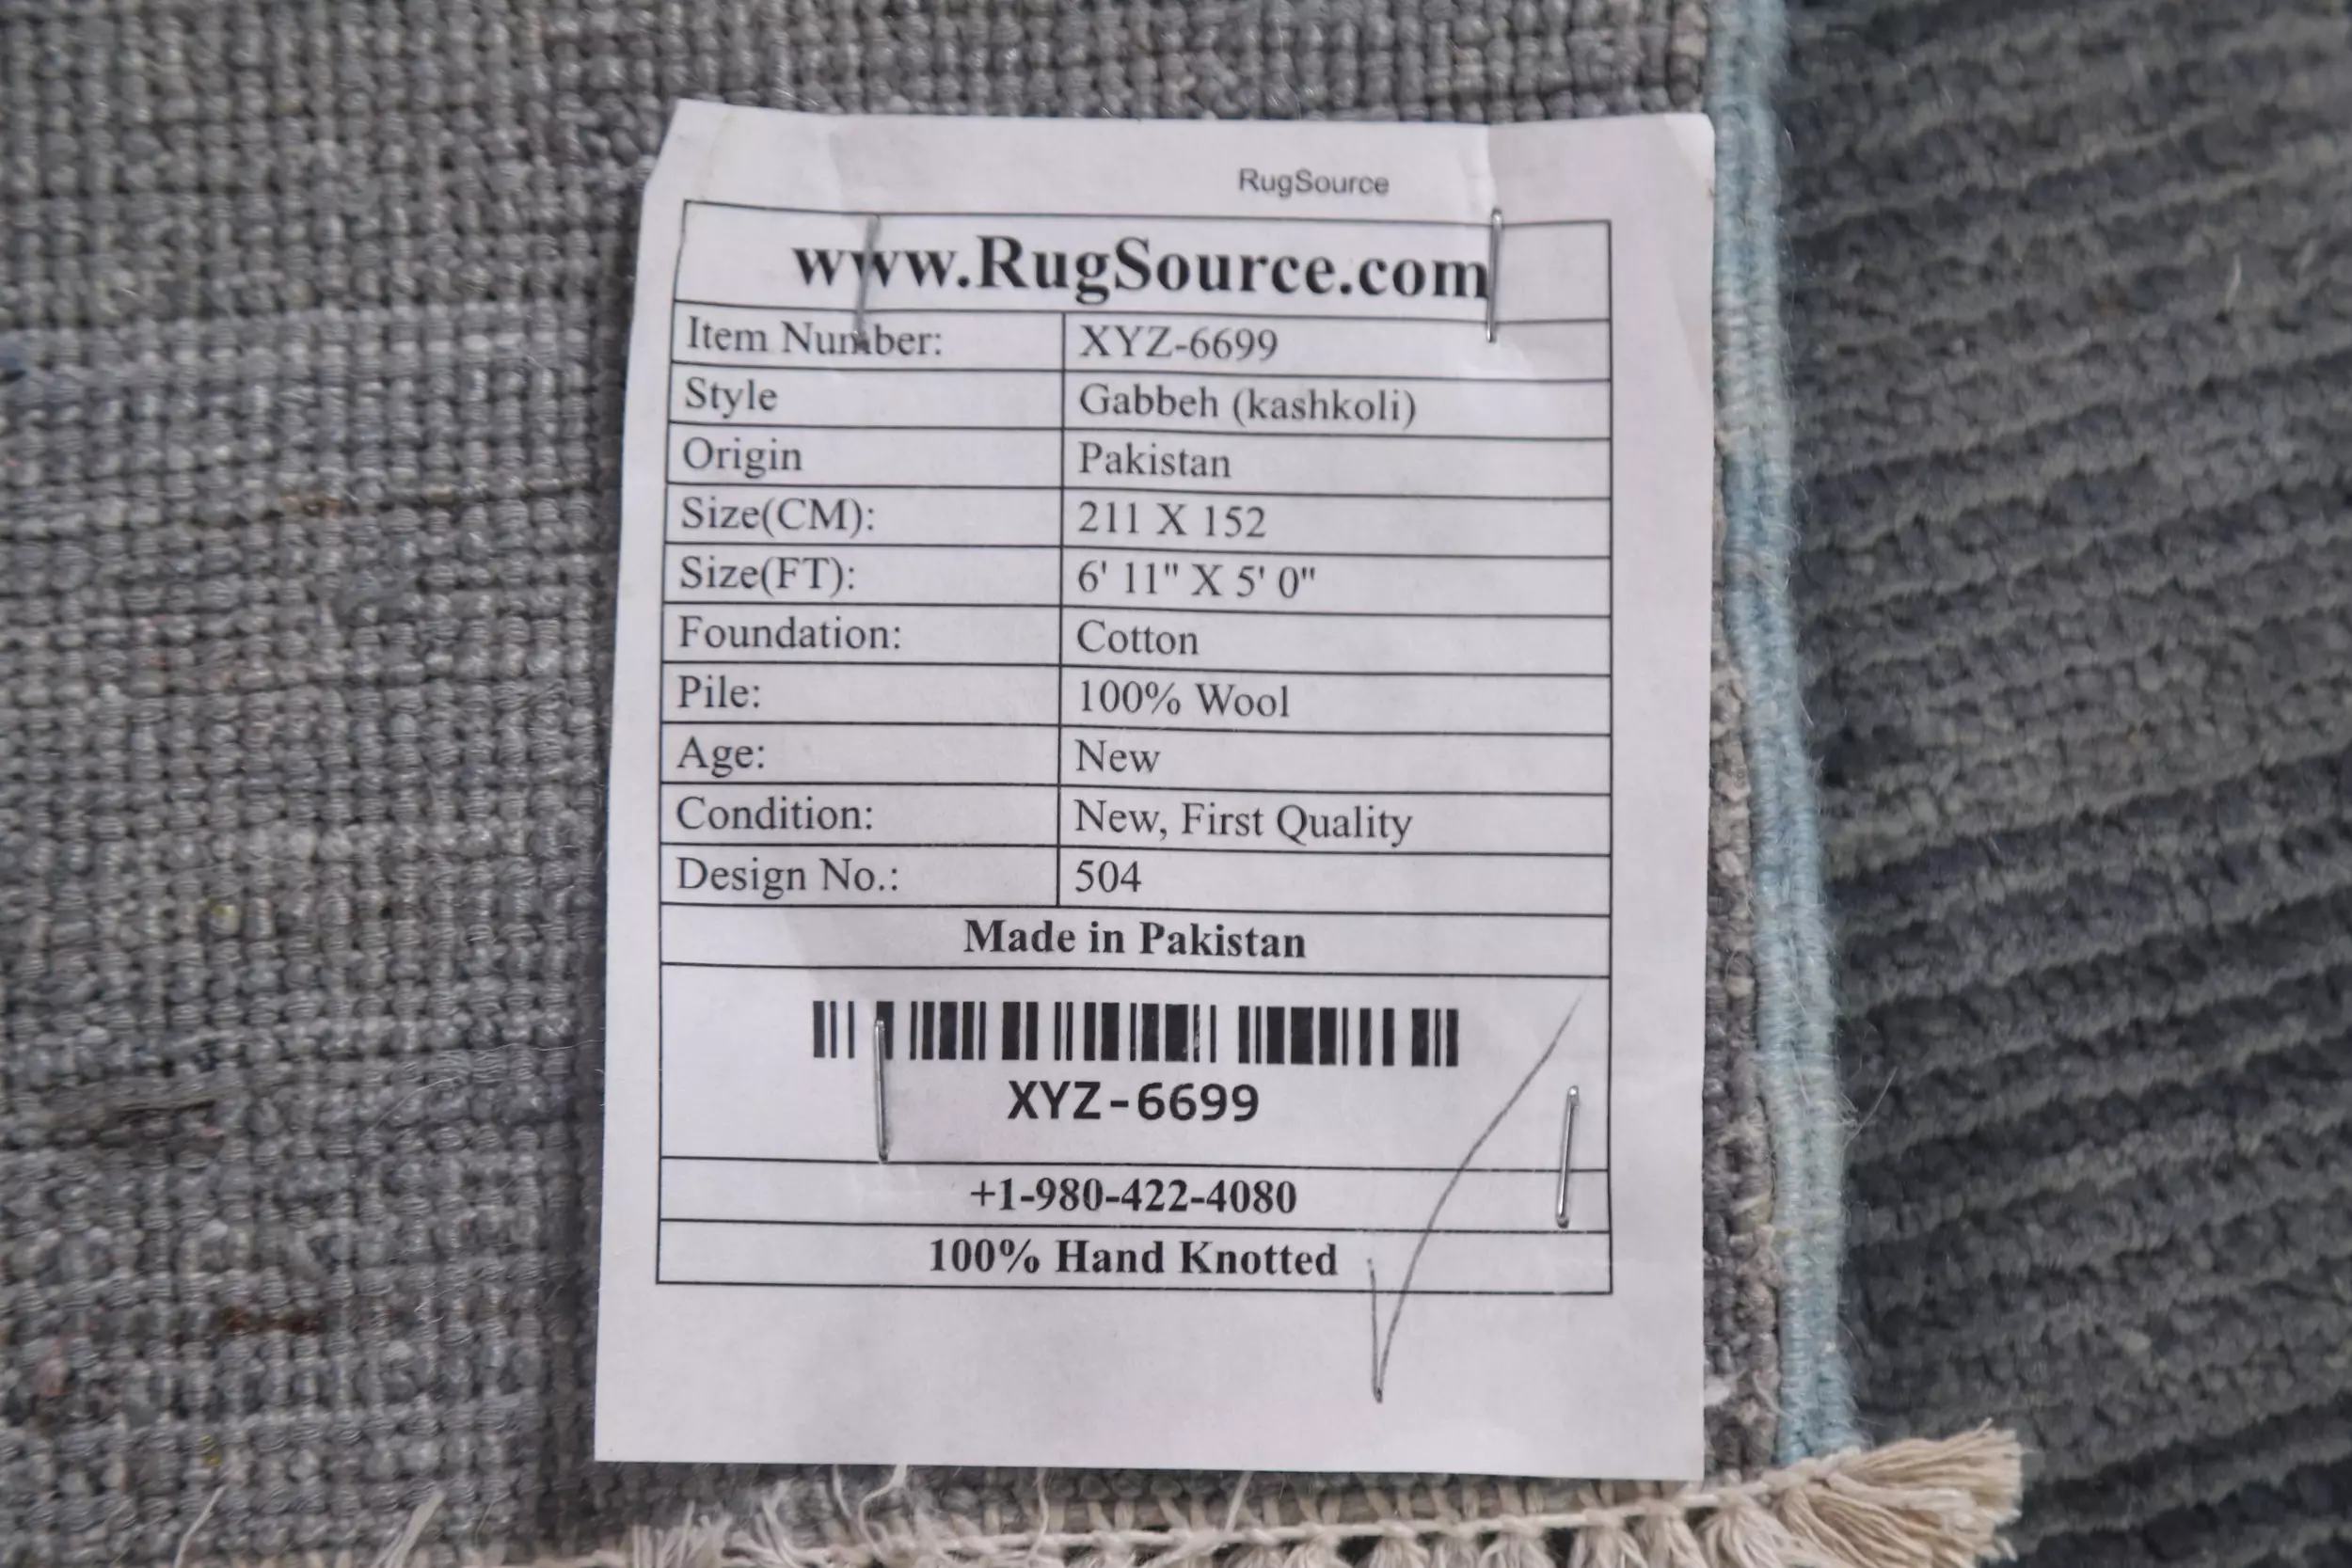 RugSource
www.RugSource.com
Item Number: XYZ-6699
Style Gabbeh (kashkoli)
Origin Pakistan
Size(CM): 211 X 152
Size(FT): 6' 11" X 5' 0"
Foundation: Cotton
Pile: 100% Wool
Age: New
Condition: New, First Quality
Design No.: 504
Made in Pakistan
XYZ-6699
+1-980-422-4080
100% Hand Knotted